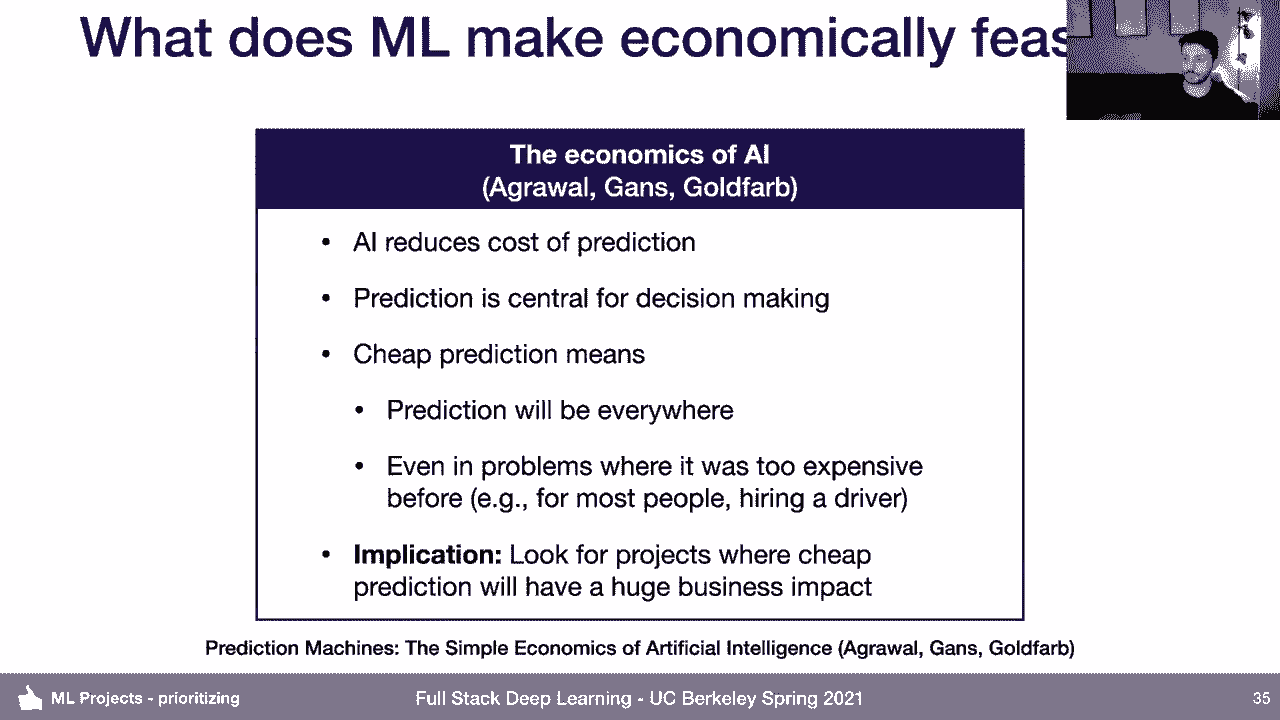 What does ML make economically feas
The economics of AI
(Agrawal, Gans, Goldfarb)
• AI reduces cost of prediction
• Prediction is central for decision making
• Cheap prediction means
• Prediction will be everywhere
• Even in problems where it was too expensive
before (e.g., for most people, hiring a driver)
• Implication: Look for projects where cheap
prediction will have a huge business impact
Prediction Machines: The Simple Economics of Artificial Intelligence (Agrawal, Gans, Goldfarb)
ML Projects - prioritizing
Full Stack Deep Learning - UC Berkeley Spring 2021
35